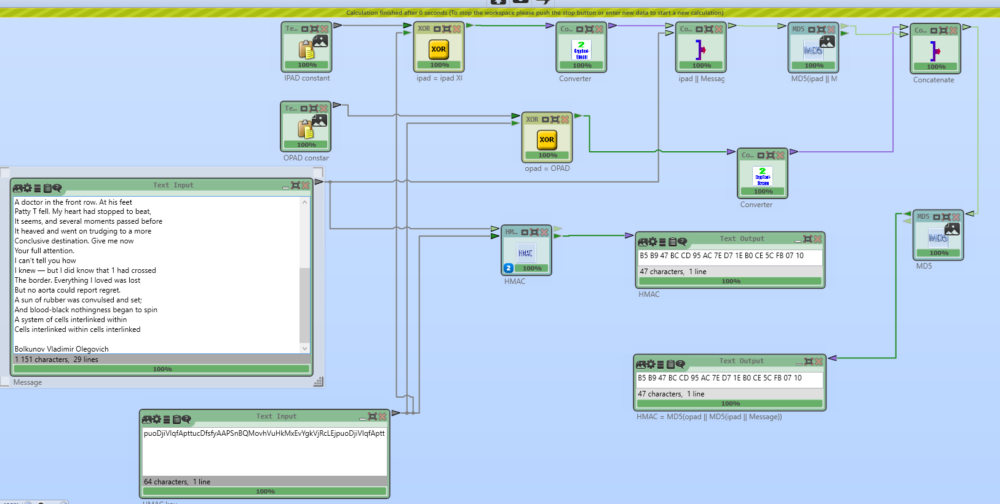 Calculation finished after 0 seconds (To stop the workspace please push the stop button or enter new data to start a new calculation)
Te...
100%
IPAD constant
XOR
XOR
100%
ipad = ipad X(
Co...
2
CrypTool-
Stream
100%
Converter
Co...
100%
ipad || Messag
MD5
MD5
100%
MD5(ipad || M
Co...
100%
Concatenate
Te...
100%
OPAD constar
XOR
XOR
100%
opad = OPAD
Co...
2
CrypTool-
Stream
100%
Converter
Text Input
A doctor in the front row. At his feet
Patty T fell. My heart had stopped to beat,
It seems, and several moments passed before
It heaved and went on trudging to a more
Conclusive destination. Give me now
Your full attention.
I can't tell you how
I knew — but I did know that 1 had crossed
The border. Everything I loved was lost
But no aorta could report regret.
A sun of rubber was convulsed and set;
And blood-black nothingness began to spin
A system of cells interlinked within
Cells interlinked within cells interlinked
Bolkunov Vladimir Olegovich
1 151 characters, 29 lines
100%
Message
HM...
HMAC
2
100%
HMAC
Text Output
B5 B9 47 BC CD 95 AC 7E D7 1E B0 CE 5C FB 07 10
47 characters, 1 line
100%
HMAC
MD5
MD5
100%
MD5
Text Output
B5 B9 47 BC CD 95 AC 7E D7 1E B0 CE 5C FB 07 10
47 characters, 1 line
100%
HMAC = MD5(opad || MD5(ipad || Message))
Text Input
puoDjiVlqfApttucDfsfyAAPSnBQMovhVuHkMxEvYgkVjRcLEjpuoDjiVlqfAptt
64 characters, 1 line
100%